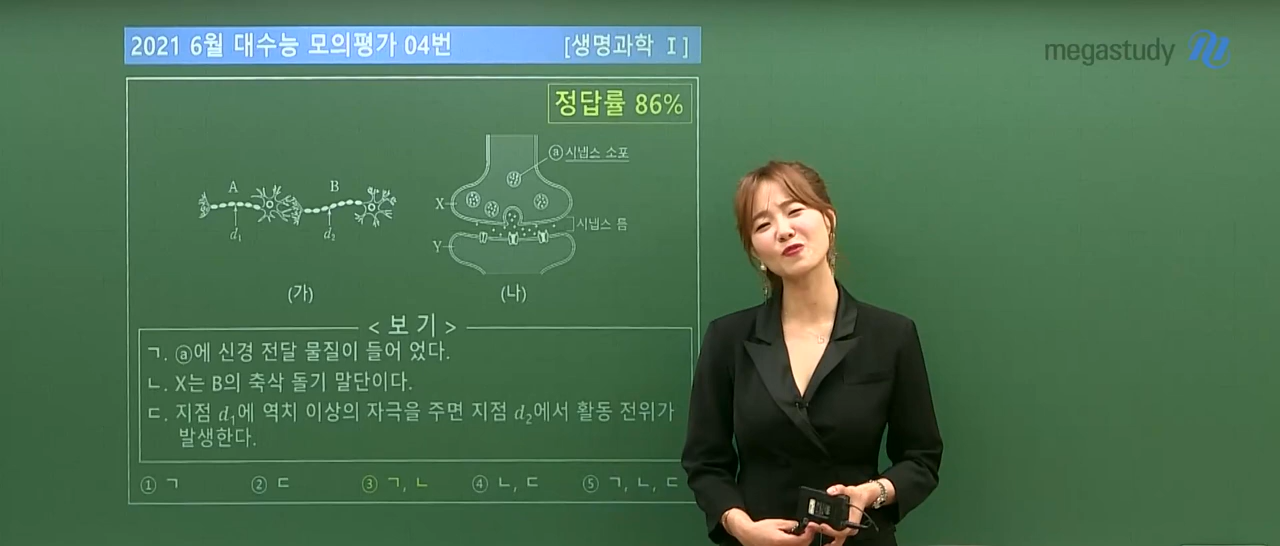 2021 6월 대수능 모의평가 04번 [생명과학 Ⅰ]
megastudy
정답률 86%
ⓐ시냅스 소포
A B
X
시냅스 틈
d₁ d₂
Y
(가) (나)
< 보 기 >
ㄱ. ⓐ에 신경 전달 물질이 들어 었다.
ㄴ. X는 B의 축삭 돌기 말단이다.
ㄷ. 지점 d₁에 역치 이상의 자극을 주면 지점 d₂에서 활동 전위가
발생한다.
① ㄱ ② ㄷ ③ ㄱ, ㄴ ④ ㄴ, ㄷ ⑤ ㄱ, ㄴ, ㄷ